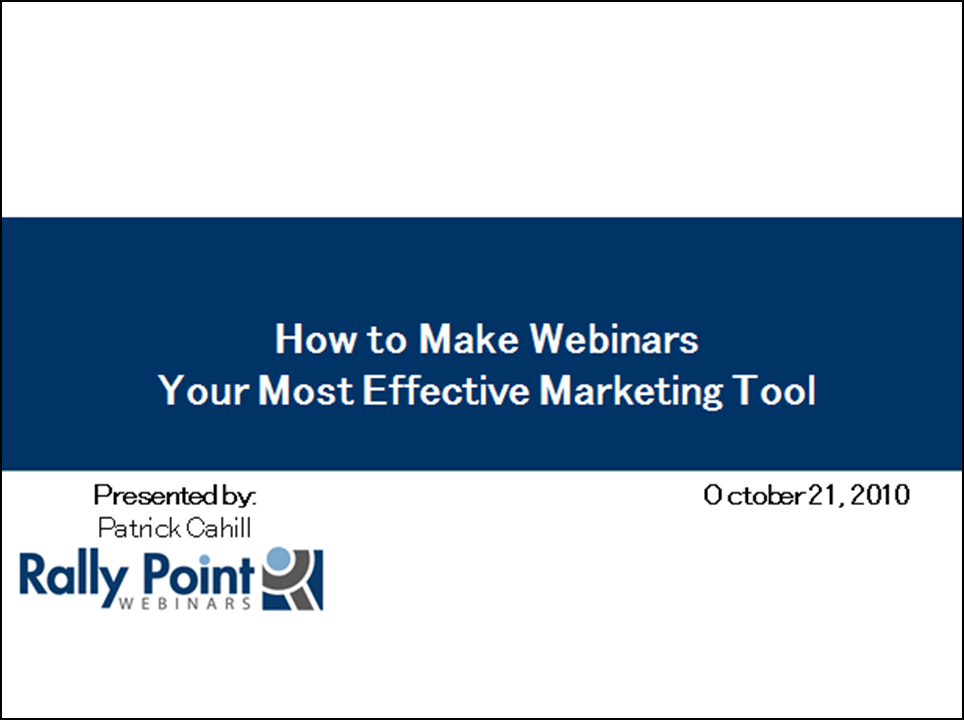 How to Make Webinars
Your Most Effective Marketing Tool
Presented by:
Patrick Cahill
October 21, 2010
Rally Point
WEBINARS